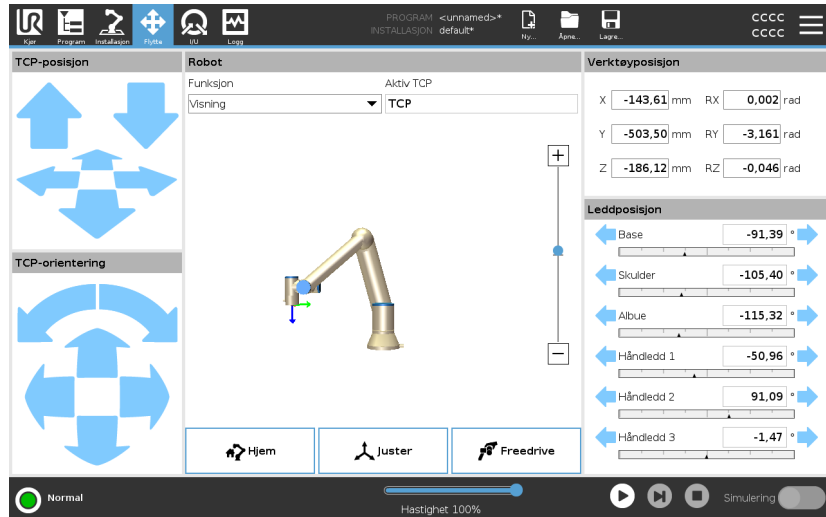 UR
Kjør
Program
Installasjon
Flytte
I/U
Logg
PROGRAM <unnamed>*
INSTALLASJON default*
Ny...
Åpne...
Lagre...
CCCC
CCCC
TCP-posisjon
TCP-orientering
Robot
Funksjon
Aktiv TCP
Visning
TCP
+
−
Hjem
Juster
Freedrive
Verktøyposisjon
X -143,61 mm RX 0,002 rad
Y -503,50 mm RY -3,161 rad
Z -186,12 mm RZ -0,046 rad
Leddposisjon
Base -91,39 °
Skulder -105,40 °
Albue -115,32 °
Håndledd 1 -50,96 °
Håndledd 2 91,09 °
Håndledd 3 -1,47 °
Normal
Hastighet 100%
Simulering